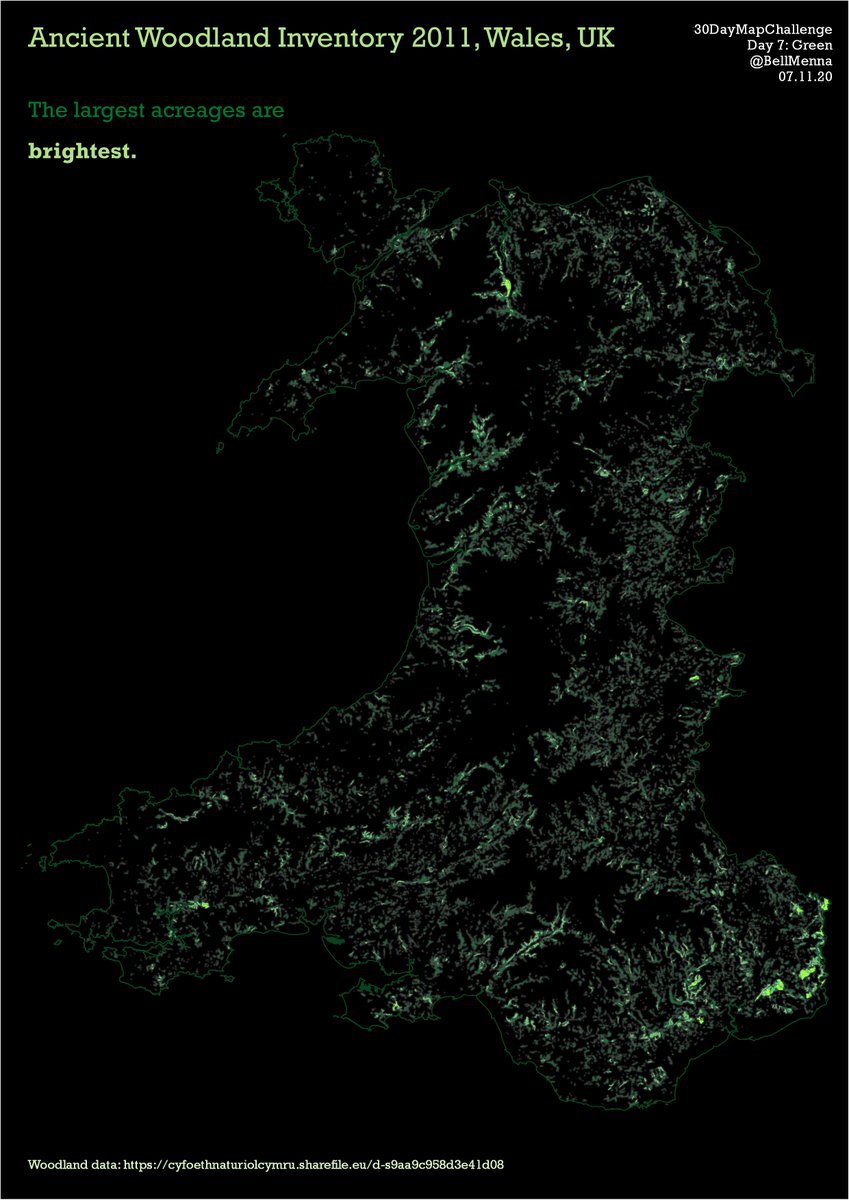 Ancient Woodland Inventory 2011, Wales, UK
30DayMapChallenge
Day 7: Green
@BellMenna
07.11.20
The largest acreages are
brightest.
Woodland data: https://cyfoethnaturiolcymru.sharefile.eu/d-s9aa9c958d3e41d08